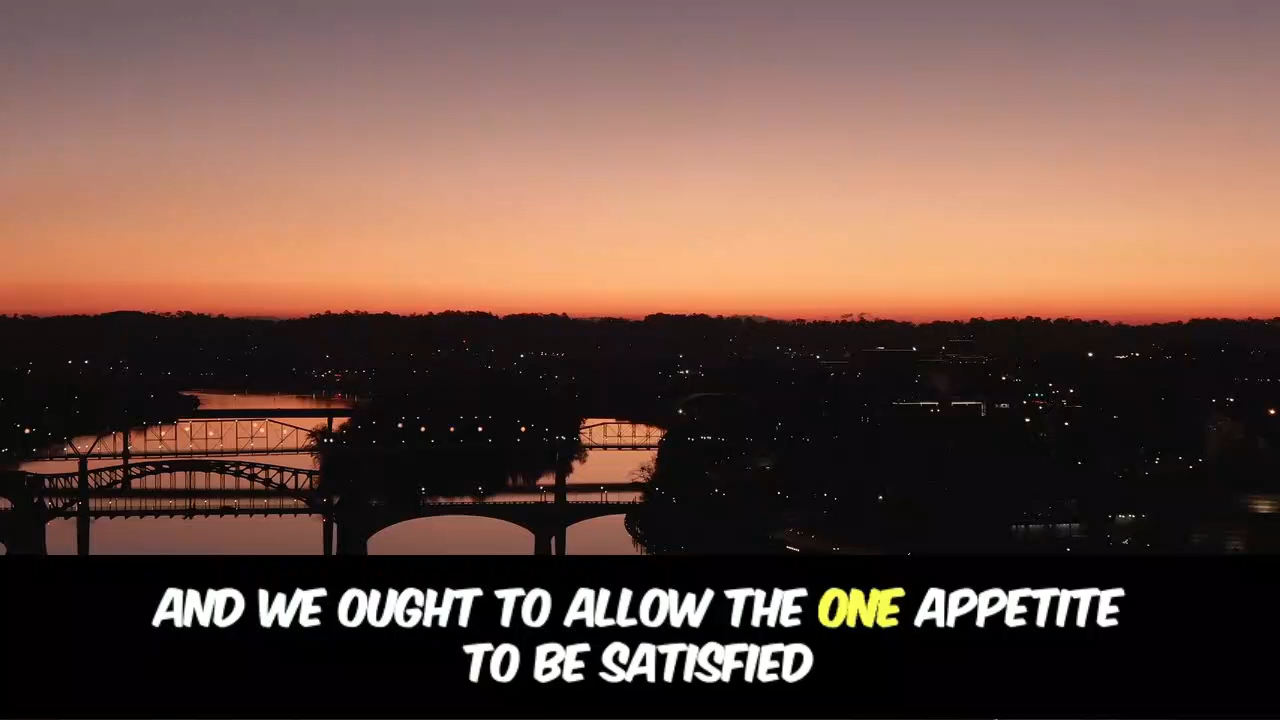 AND WE OUGHT TO ALLOW THE ONE APPETITE
TO BE SATISFIED